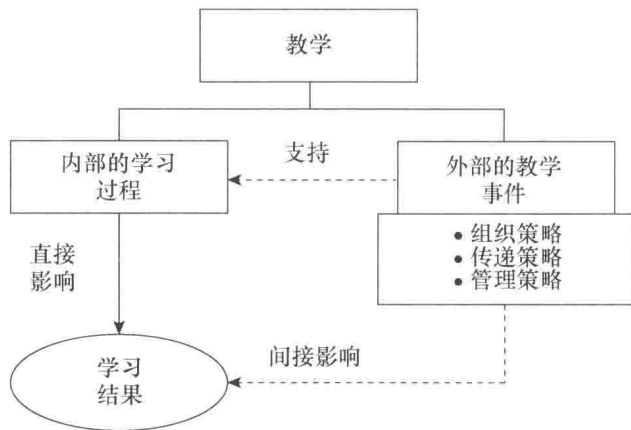 教学
内部的学习
过程
支持
外部的教学
事件
• 组织策略
• 传递策略
• 管理策略
直接
影响
学习
结果
间接影响